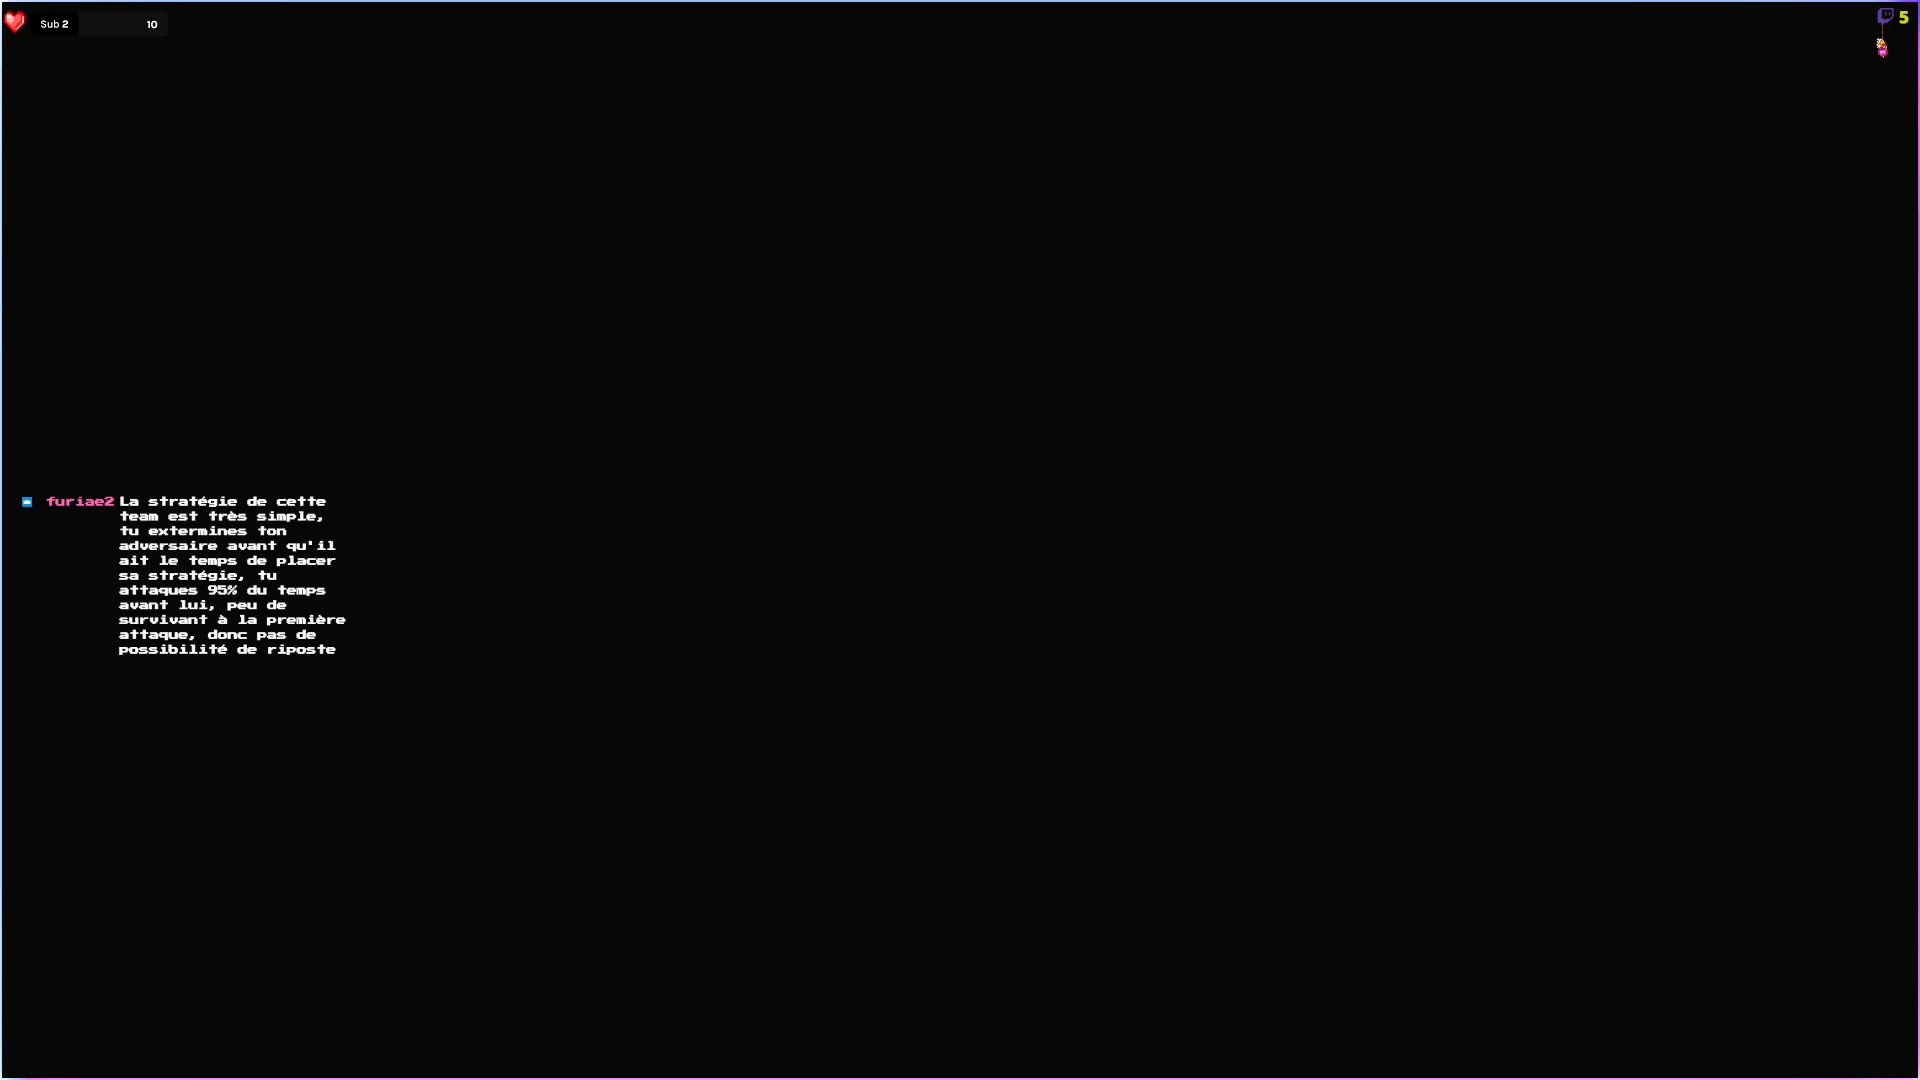 Sub 2 10
5
furiae2 La stratégie de cette
team est très simple,
tu extermines ton
adversaire avant qu'il
ait le temps de placer
sa stratégie, tu
attaques 95% du temps
avant lui, peu de
survivant à la première
attaque, donc pas de
possibilité de riposte